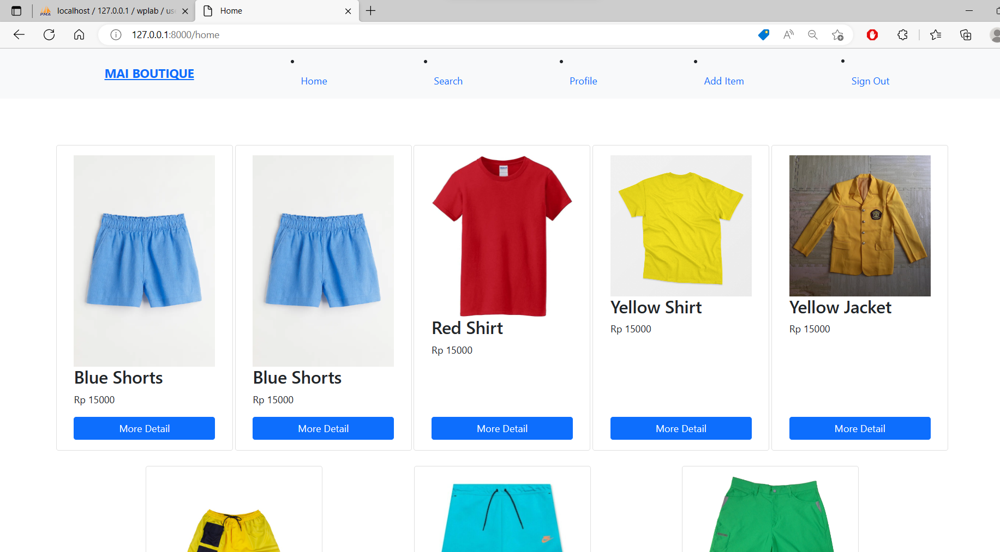 localhost / 127.0.0.1 / wplab / us
Home
127.0.0.1:8000/home
MAI BOUTIQUE
Home
Search
Profile
Add Item
Sign Out
Blue Shorts
Rp 15000
More Detail
Blue Shorts
Rp 15000
More Detail
Red Shirt
Rp 15000
More Detail
Yellow Shirt
Rp 15000
More Detail
Yellow Jacket
Rp 15000
More Detail